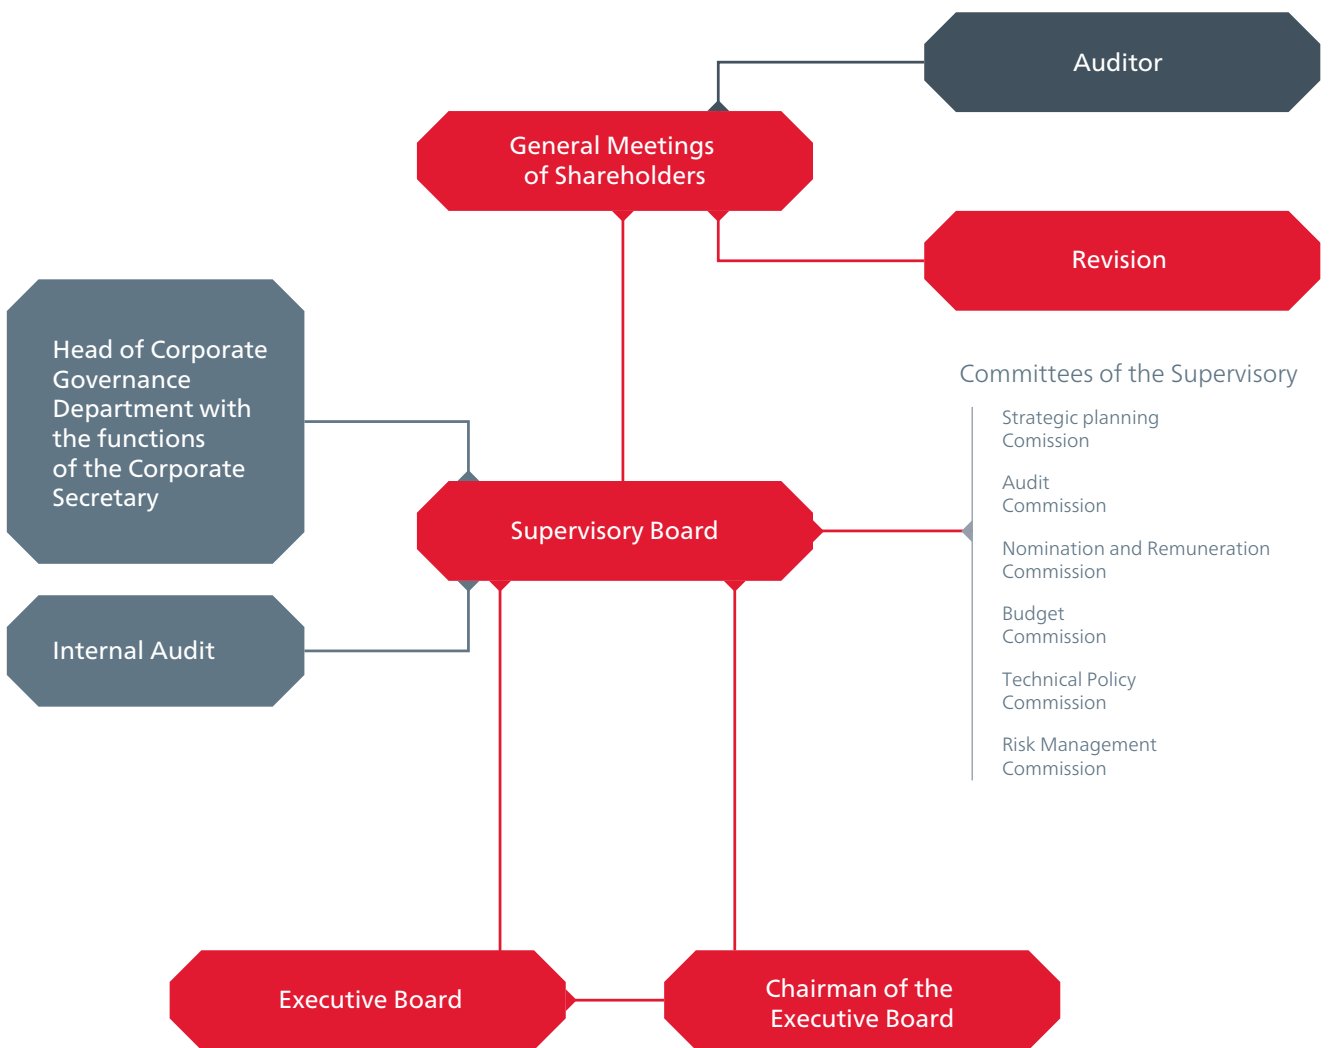 Auditor
General Meetings
of Shareholders
Revision
Head of Corporate
Governance
Department with
the functions
of the Corporate
Secretary
Committees of the Supervisory
Strategic planning
Comission
Audit
Commission
Nomination and Remuneration
Commission
Budget
Commission
Technical Policy
Commission
Risk Management
Commission
Supervisory Board
Internal Audit
Executive Board
Chairman of the
Executive Board